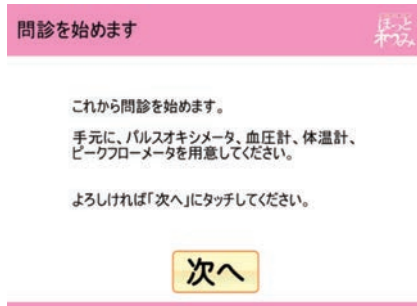 問診を始めます
ほっと
和つみ
これから問診を始めます。
手元に、パルスオキシメータ、血圧計、体温計、
ピークフローメータを用意してください。
よろしければ「次へ」にタッチしてください。
次へ